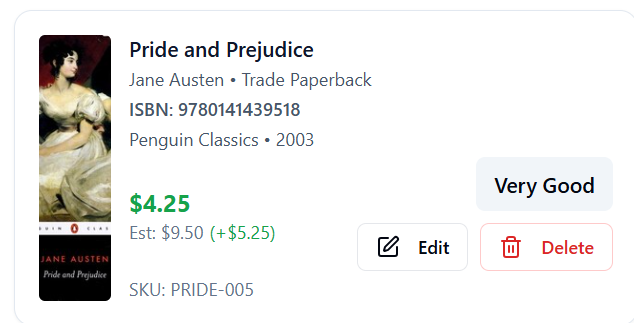 Pride and Prejudice
Jane Austen • Trade Paperback
ISBN: 9780141439518
Penguin Classics • 2003
$4.25
Est: $9.50 (+$5.25)
SKU: PRIDE-005
Very Good
Edit
Delete
JANE AUSTEN
Pride and Prejudice